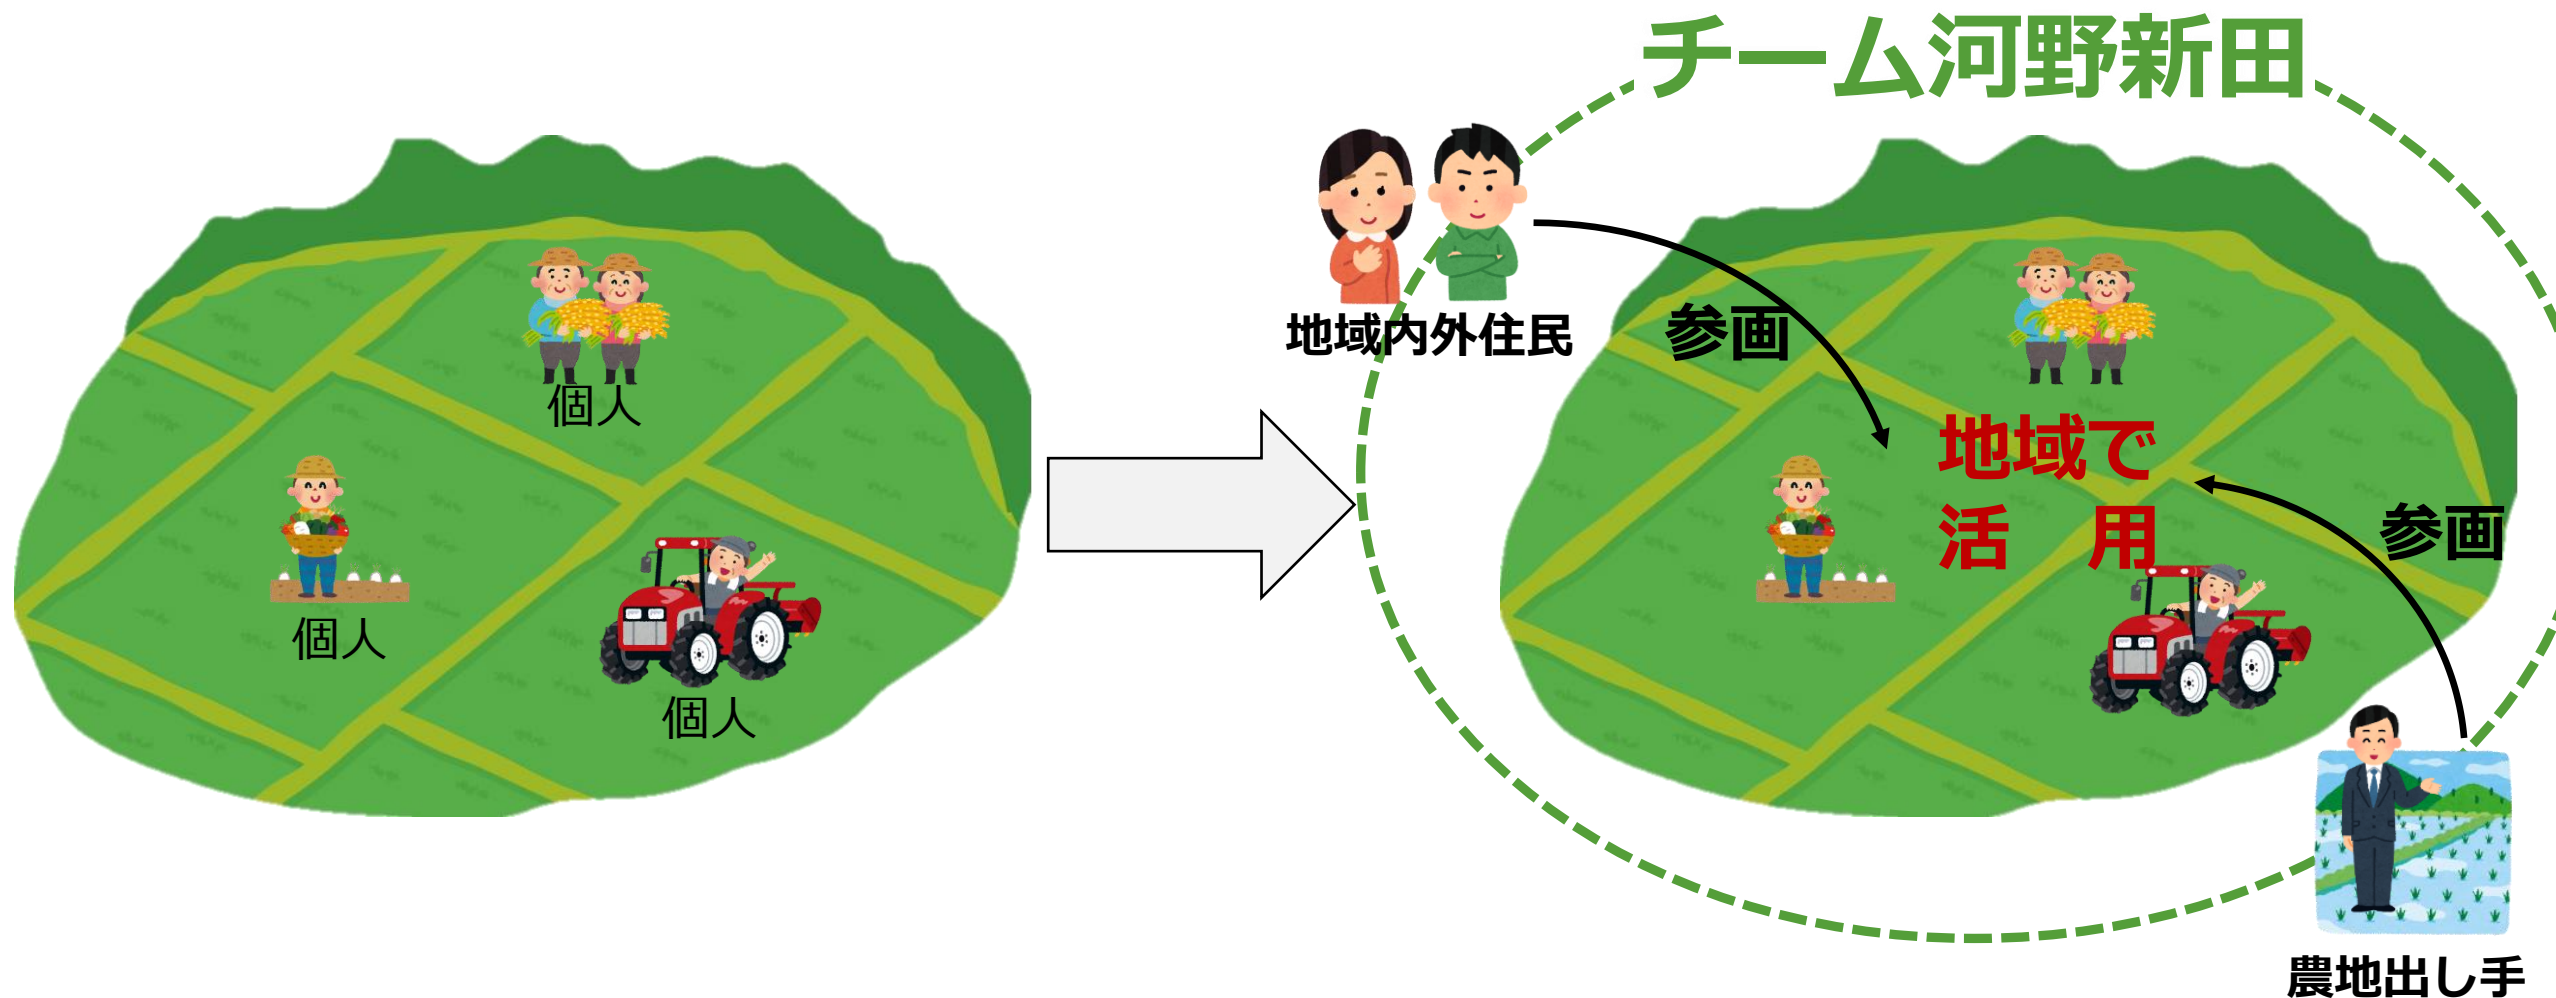 チーム河野新田
個人
個人
個人
地域内外住民
参画
地域で
活　用
参画
農地出し手